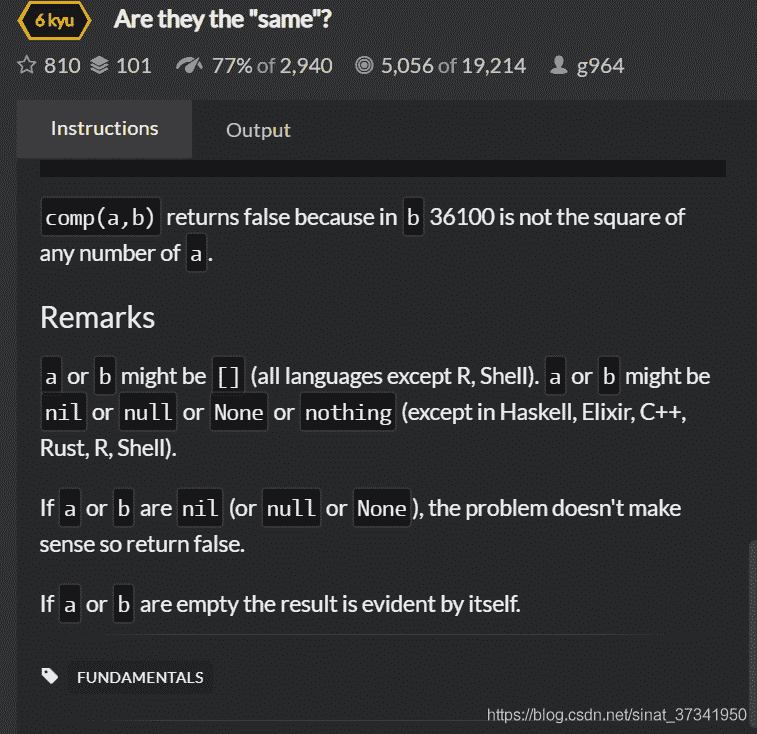 6 kyu Are they the "same"?
810 101 77% of 2,940 5,056 of 19,214 g964
Instructions Output
comp(a,b) returns false because in b 36100 is not the square of
any number of a.
Remarks
a or b might be [] (all languages except R, Shell). a or b might be
nil or null or None or nothing (except in Haskell, Elixir, C++,
Rust, R, Shell).
If a or b are nil (or null or None), the problem doesn't make
sense so return false.
If a or b are empty the result is evident by itself.
FUNDAMENTALS
https://blog.csdn.net/sinat_37341950